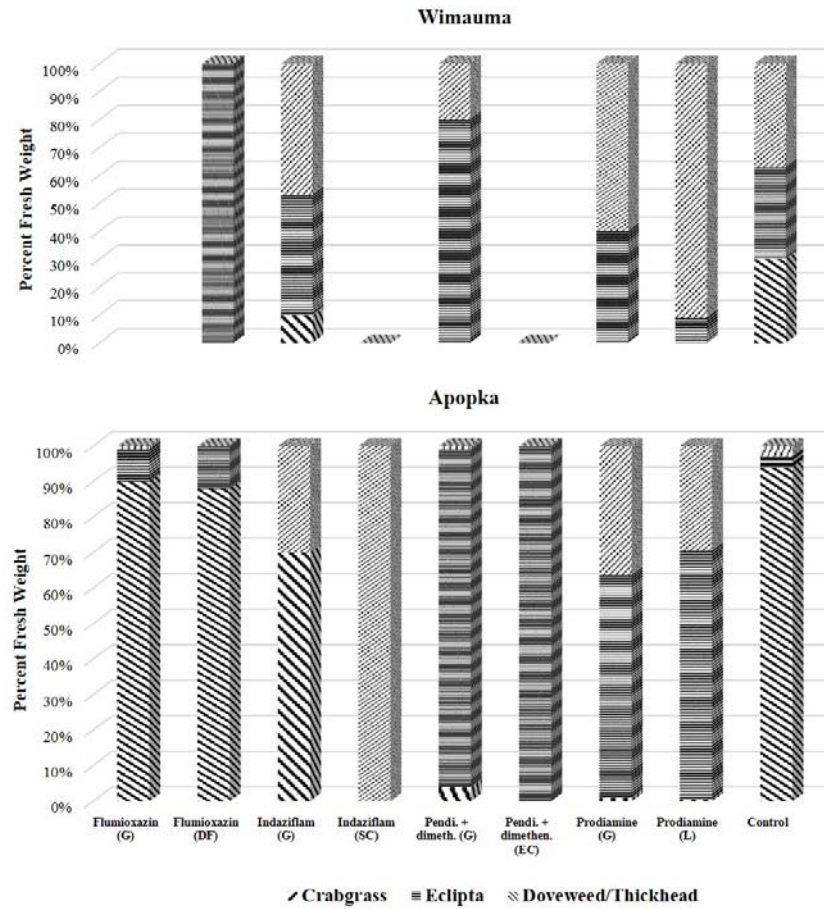 Wimauma
Percent Fresh Weight
100%
90%
80%
70%
60%
50%
40%
30%
20%
10%
0%
Apopka
Percent Fresh Weight
100%
90%
80%
70%
60%
50%
40%
30%
20%
10%
0%
Flumioxazin
(G)
Flumioxazin
(DF)
Indaziflam
(G)
Indaziflam
(SC)
Pendi. +
dimeth. (G)
Pendi. +
dimethen.
(EC)
Prodiamine
(G)
Prodiamine
(L)
Control
Crabgrass Eclipta Doveweed/Thickhead